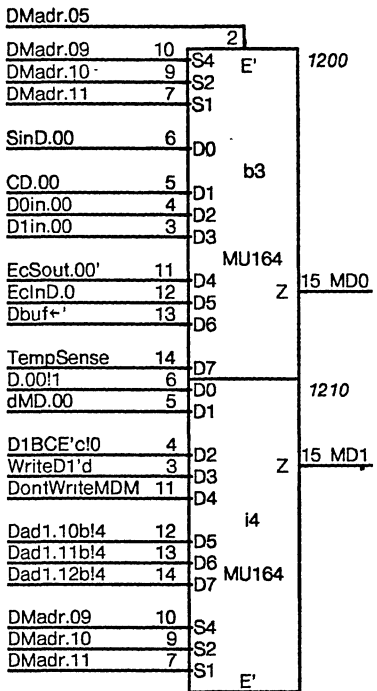 DMadr.05
2
DMadr.09 10 S4 E' 1200
DMadr.10 9 S2
DMadr.11 7 S1
SinD.00 6 D0
b3
CD.00 5 D1
D0in.00 4 D2
D1in.00 3 D3
MU164
EcSout.00' 11 D4
Z 15 MD0
EcInD.0 12 D5
Dbuf←' 13 D6
TempSense 14 D7
D.00!1 6 D0 1210
dMD.00 5 D1
D1BCE'c!0 4 D2
Z 15 MD1
WriteD1'd 3 D3
DontWriteMDM 11 D4
i4
Dad1.10b!4 12 D5
Dad1.11b!4 13 D6
MU164
Dad1.12b!4 14 D7
DMadr.09 10 S4
DMadr.10 9 S2
DMadr.11 7 S1
E'